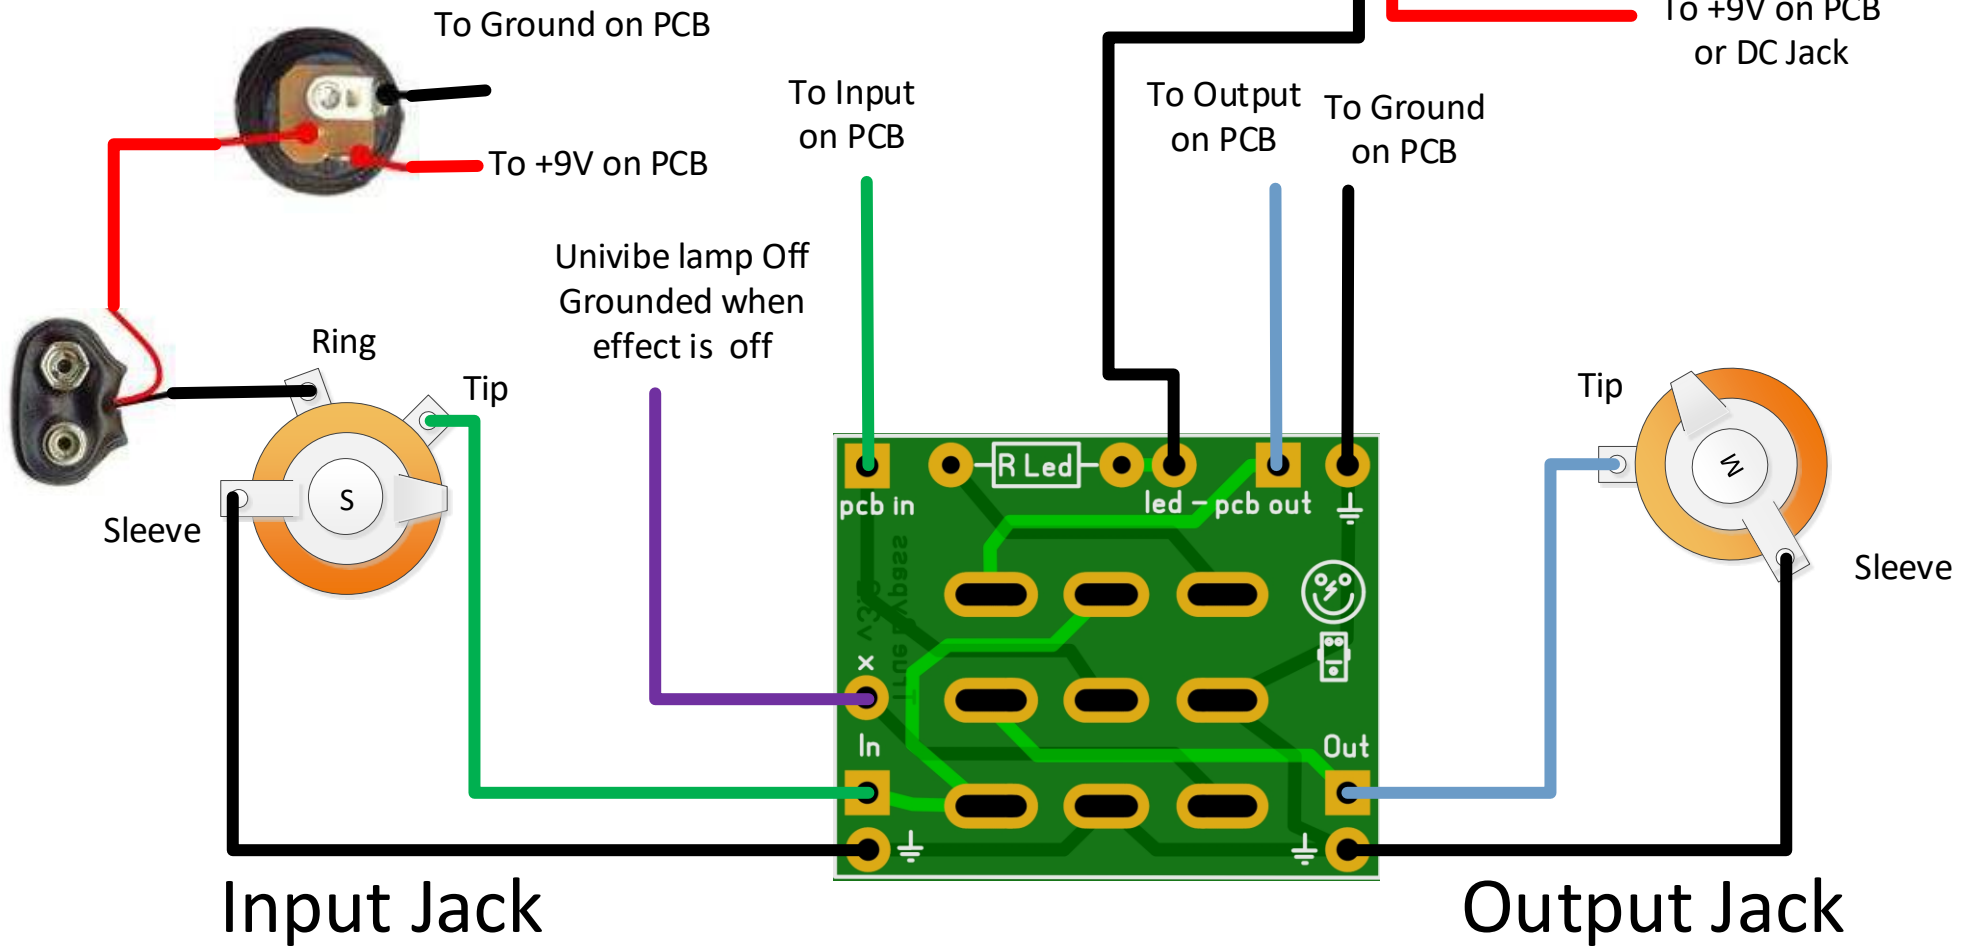 To Ground on PCB
To +9V on PCB
or DC Jack
To Input
on PCB
To Output
on PCB
To Ground
on PCB
To +9V on PCB
Univibe lamp Off
Grounded when
effect is off
Ring
Tip
Sleeve
S
Tip
M
Sleeve
R Led
pcb in
led -
pcb out
True Bypass
x
In
Out
Input Jack
Output Jack